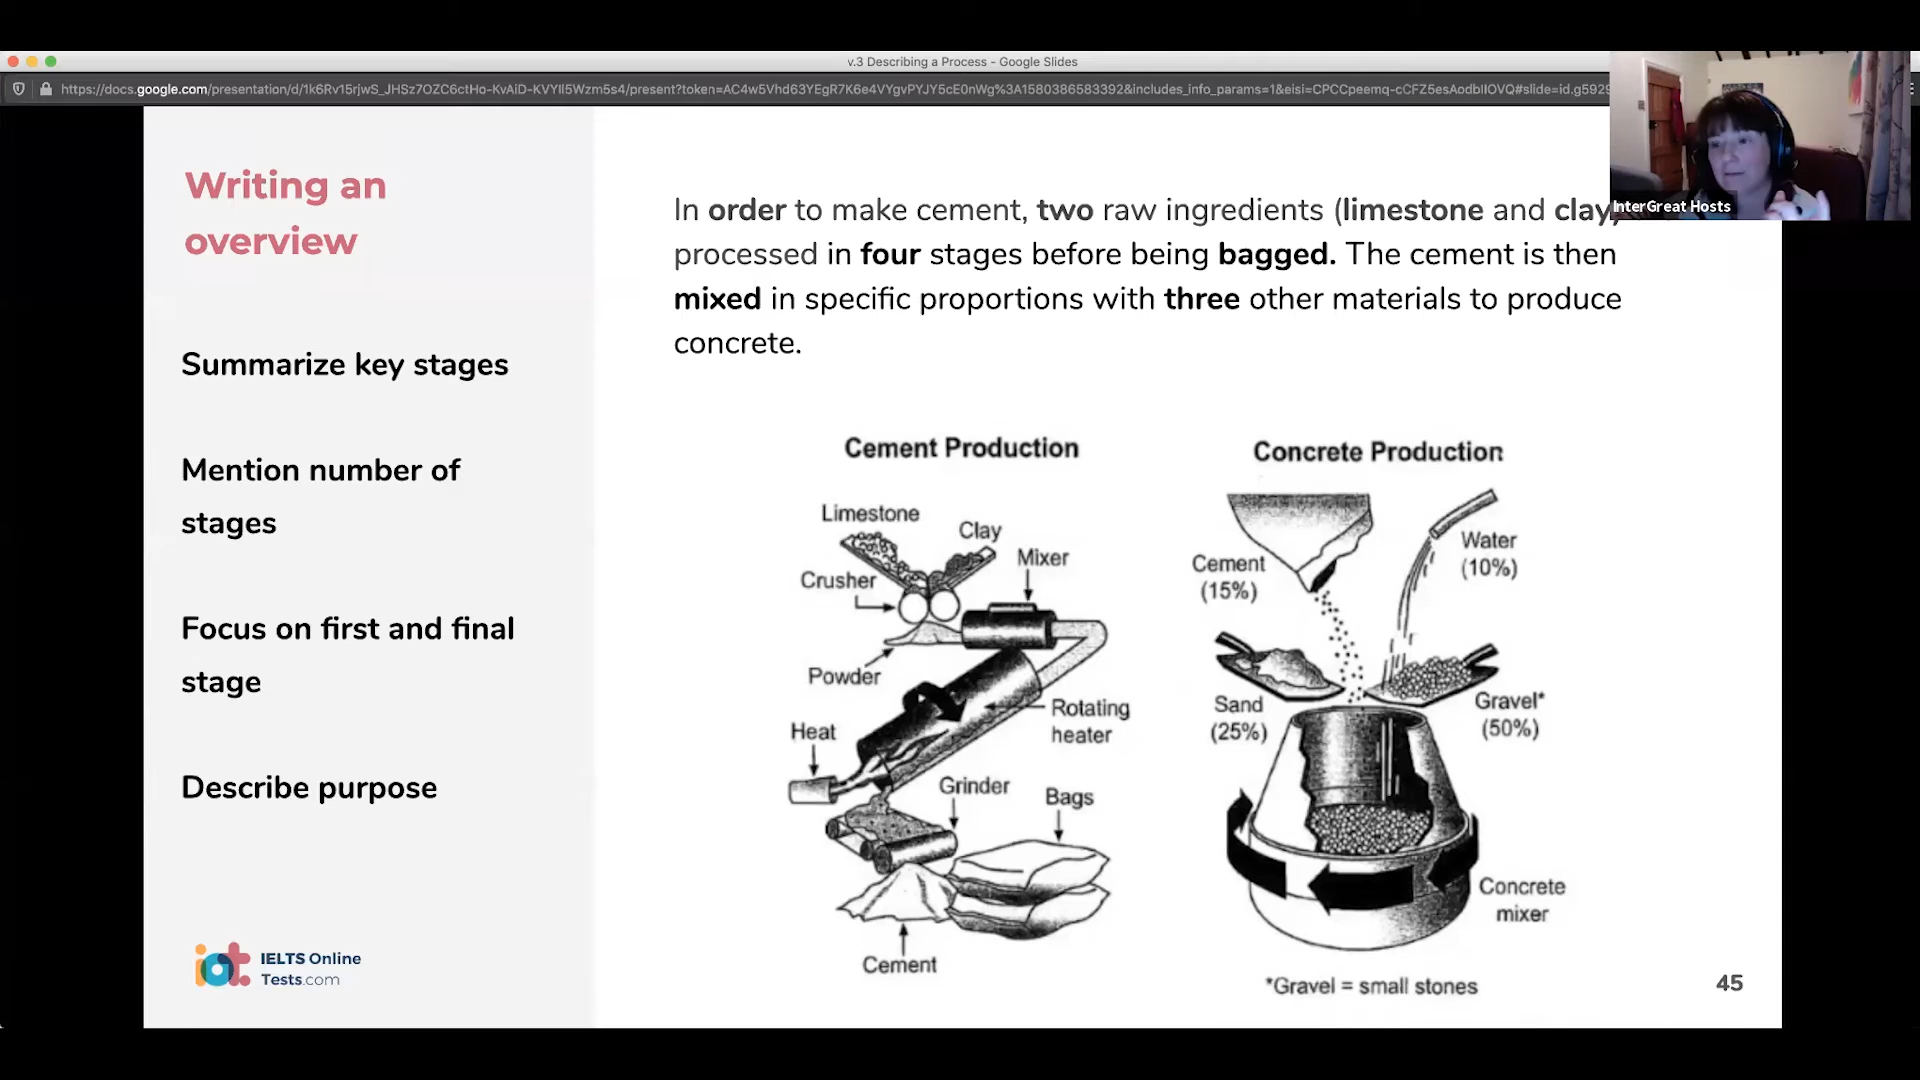 v.3 Describing a Process - Google Slides
InterGreat Hosts
Writing an
overview
Summarize key stages
Mention number of
stages
Focus on first and final
stage
Describe purpose
IELTS Online
Tests.com
In order to make cement, two raw ingredients (limestone and clay)
processed in four stages before being bagged. The cement is then
mixed in specific proportions with three other materials to produce
concrete.
Cement Production
Limestone
Clay
Mixer
Crusher
Powder
Rotating
heater
Heat
Grinder
Bags
Cement
Concrete Production
Water
(10%)
Cement
(15%)
Sand
(25%)
Gravel*
(50%)
Concrete
mixer
*Gravel = small stones
45